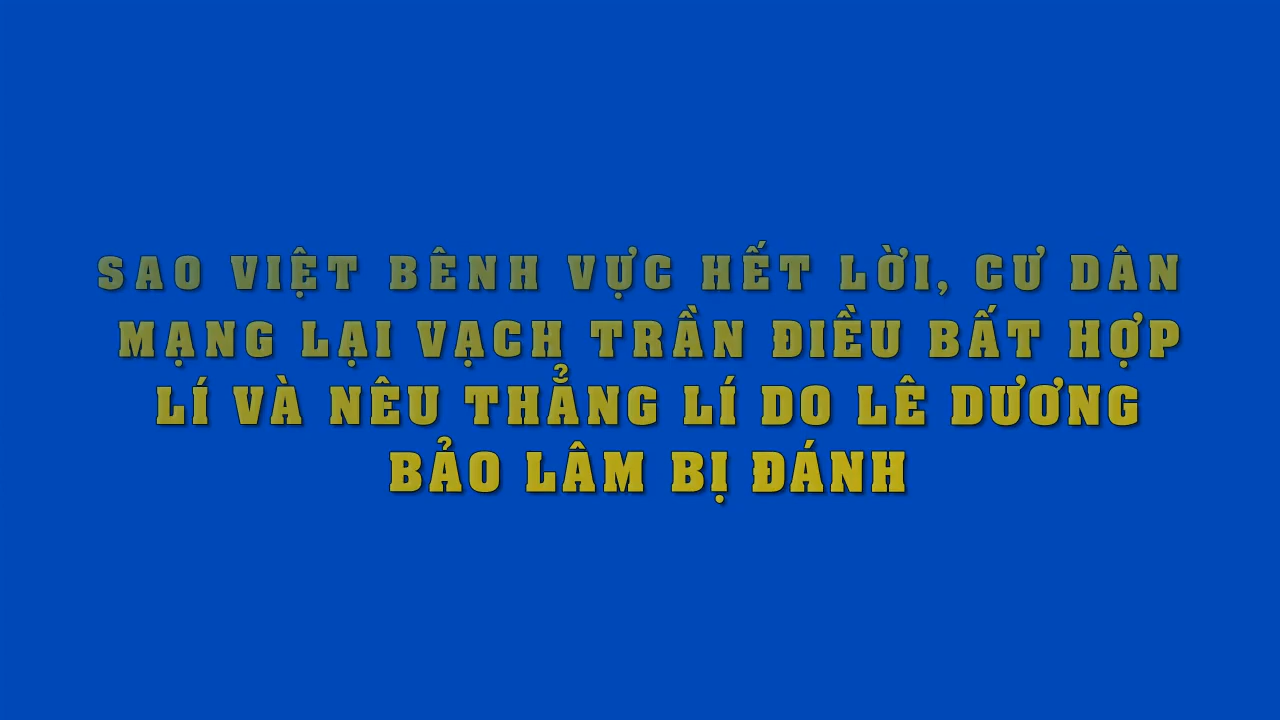 SAO VIỆT BÊNH VỰC HẾT LỜI, CƯ DÂN
MẠNG LẠI VẠCH TRẦN ĐIỀU BẤT HỢP
LÍ VÀ NÊU THẲNG LÍ DO LÊ DƯƠNG
BẢO LÂM BỊ ĐÁNH